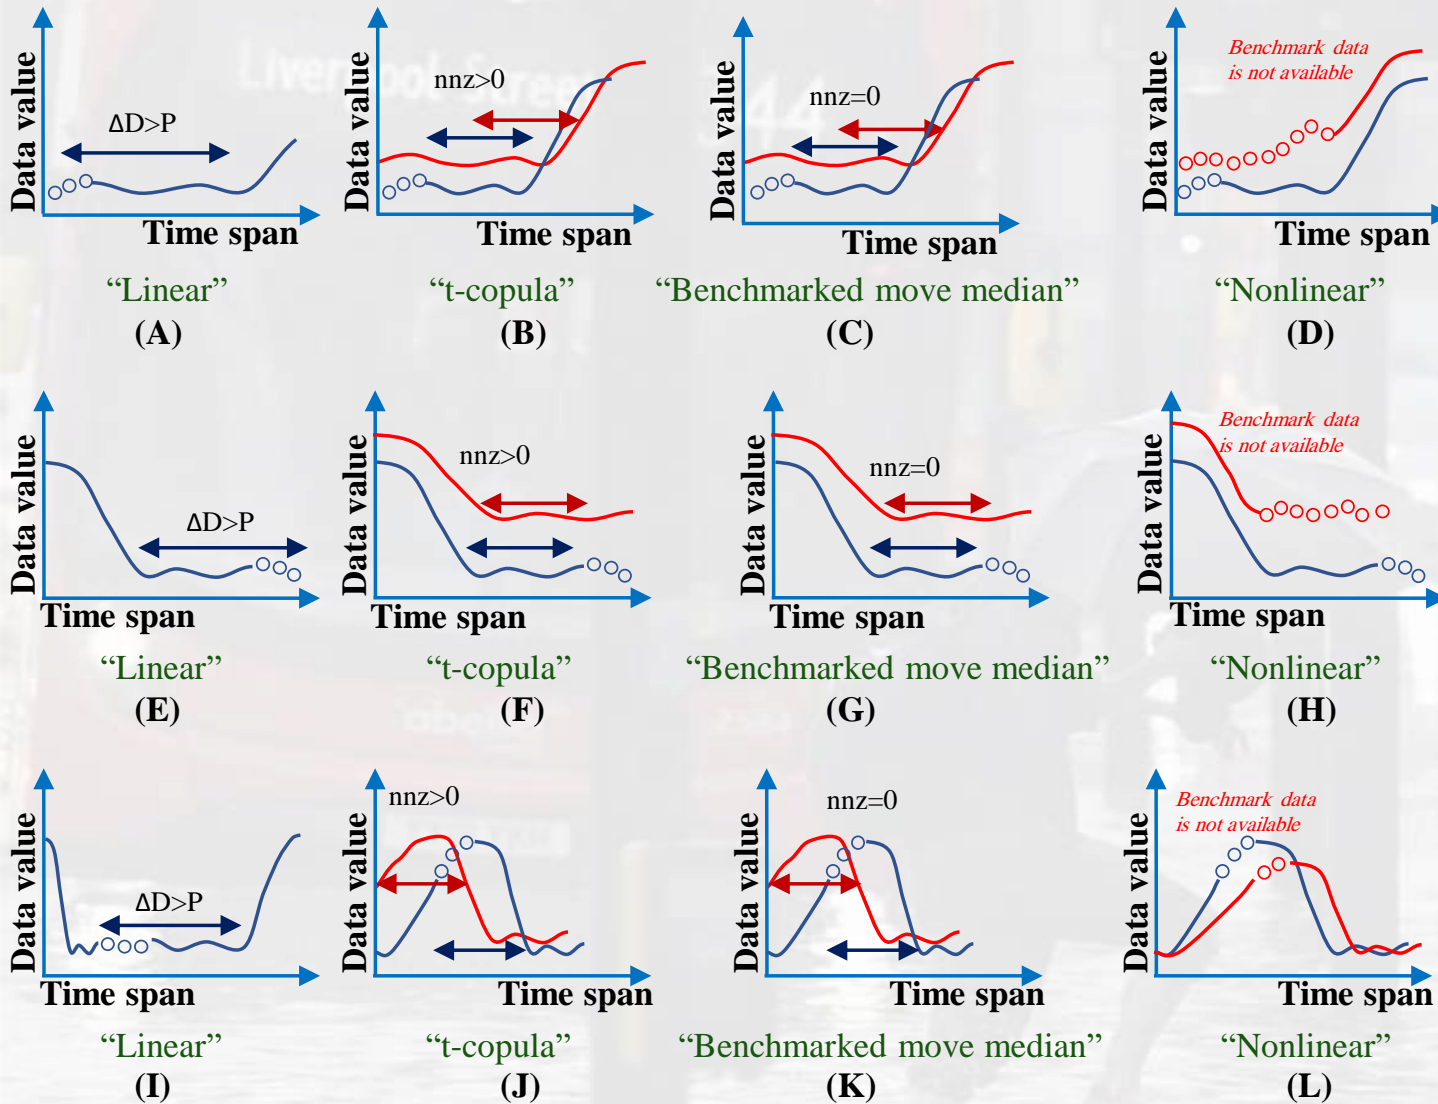 Data value
ΔD>P
Time span
“Linear”
(A)
Data value
nnz>0
Time span
“t-copula”
(B)
Data value
nnz=0
Time span
“Benchmarked move median”
(C)
Data value
Benchmark data
is not available
Time span
“Nonlinear”
(D)
Data value
ΔD>P
Time span
“Linear”
(E)
Data value
nnz>0
Time span
“t-copula”
(F)
Data value
nnz=0
Time span
“Benchmarked move median”
(G)
Data value
Benchmark data
is not available
Time span
“Nonlinear”
(H)
Data value
ΔD>P
Time span
“Linear”
(I)
Data value
nnz>0
Time span
“t-copula”
(J)
Data value
nnz=0
Time span
“Benchmarked move median”
(K)
Data value
Benchmark data
is not available
Time span
“Nonlinear”
(L)
Liverpool Street